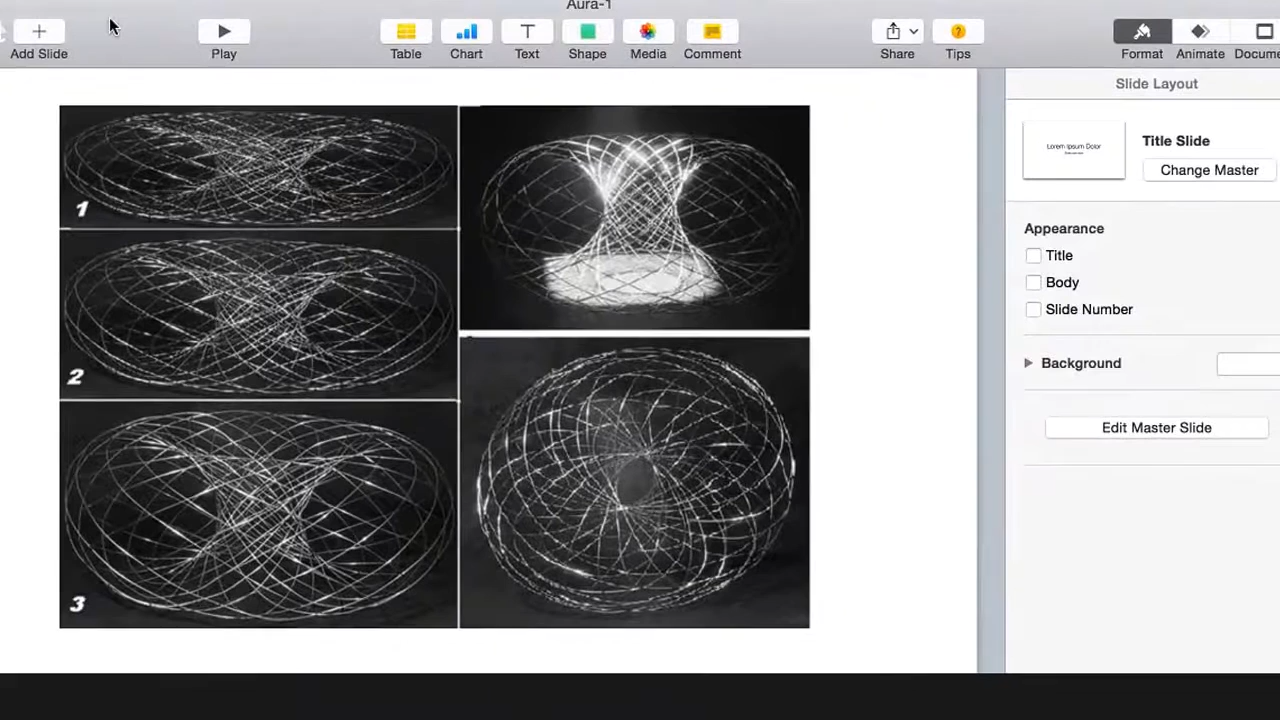 Aura-1
Add Slide
Play
Table
Chart
Text
Shape
Media
Comment
Share
Tips
Format
Animate
Docume
Slide Layout
Lorem Ipsum Dolor
Title Slide
Change Master
Appearance
Title
Body
Slide Number
Background
Edit Master Slide
1
2
3